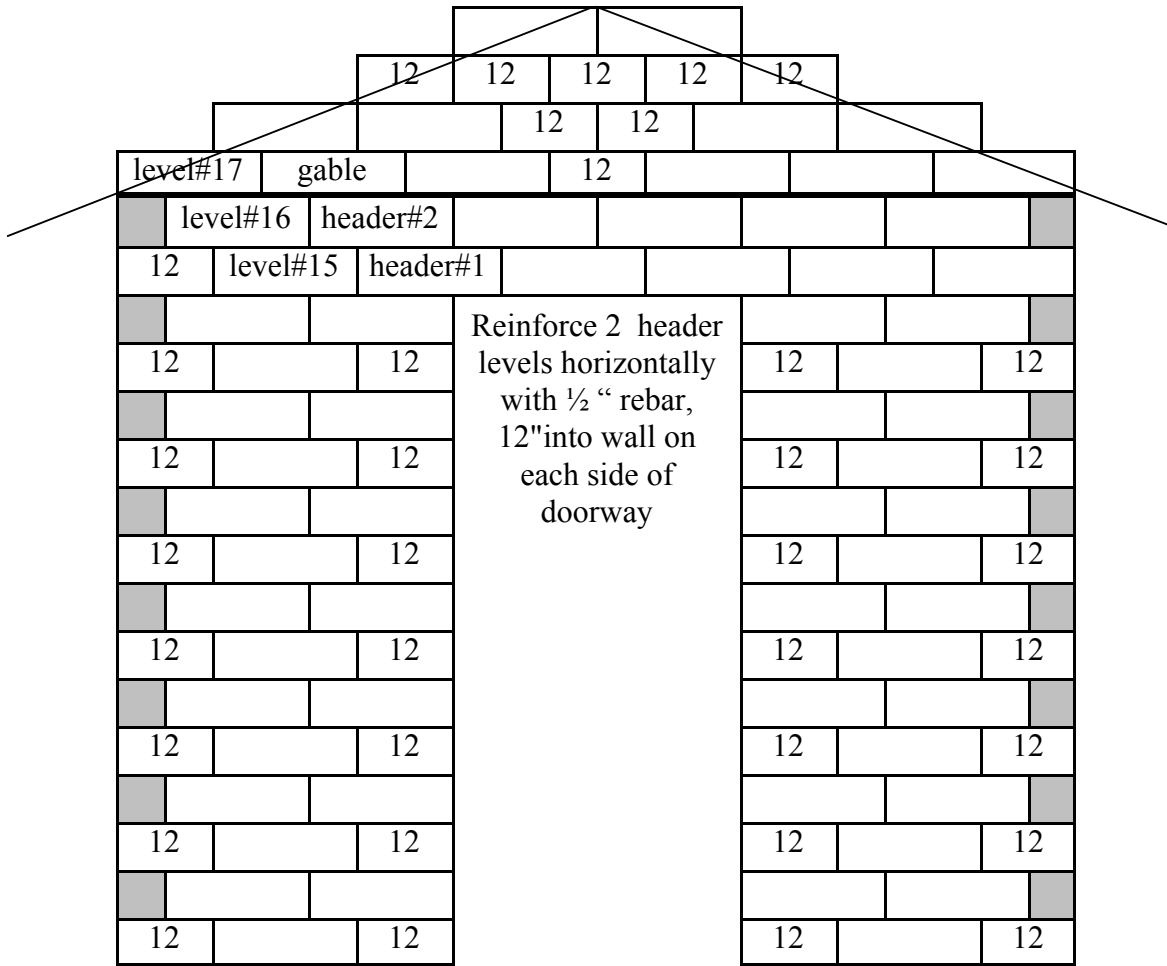 12 12 12 12 12
12 12
level#17 gable 12
level#16 header#2
12 level#15 header#1
Reinforce 2 header
levels horizontally
with ½ “ rebar,
12"into wall on
each side of
doorway
12 12 12 12
12 12 12 12
12 12 12 12
12 12 12 12
12 12 12 12
12 12 12 12
12 12 12 12